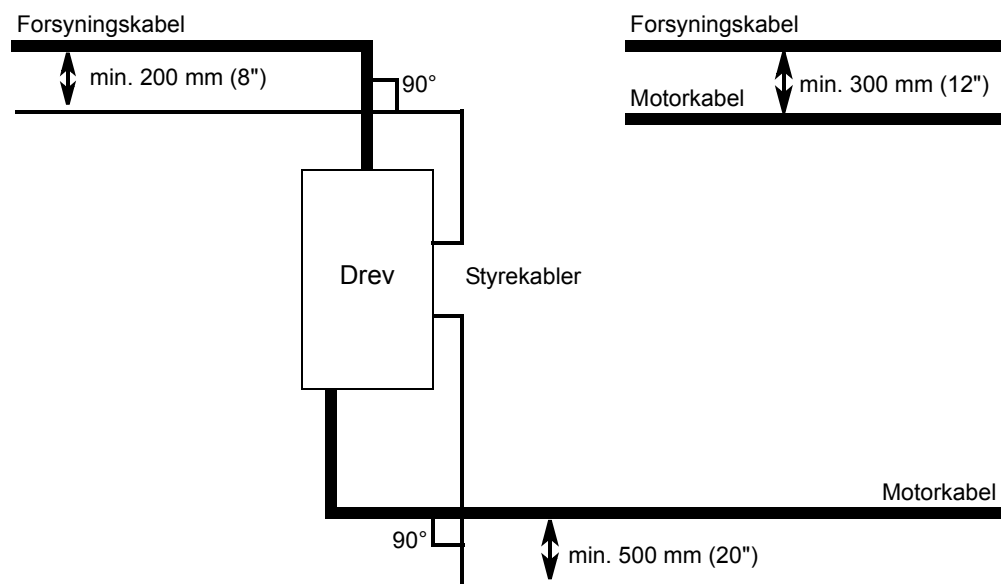 Forsyningskabel
min. 200 mm (8")
90°
Forsyningskabel
min. 300 mm (12")
Motorkabel
Drev
Styrekabler
Motorkabel
90°
min. 500 mm (20")